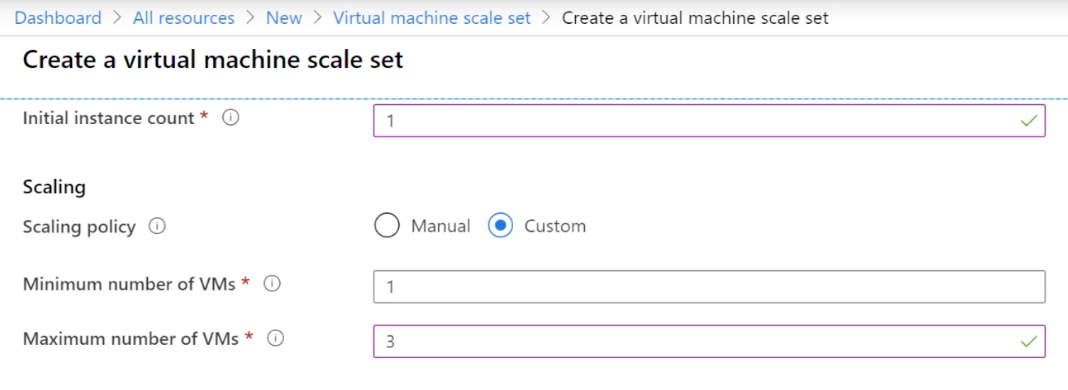 Dashboard > All resources > New > Virtual machine scale set > Create a virtual machine scale set
Create a virtual machine scale set
Initial instance count * 1
Scaling
Scaling policy Manual Custom
Minimum number of VMs * 1
Maximum number of VMs * 3